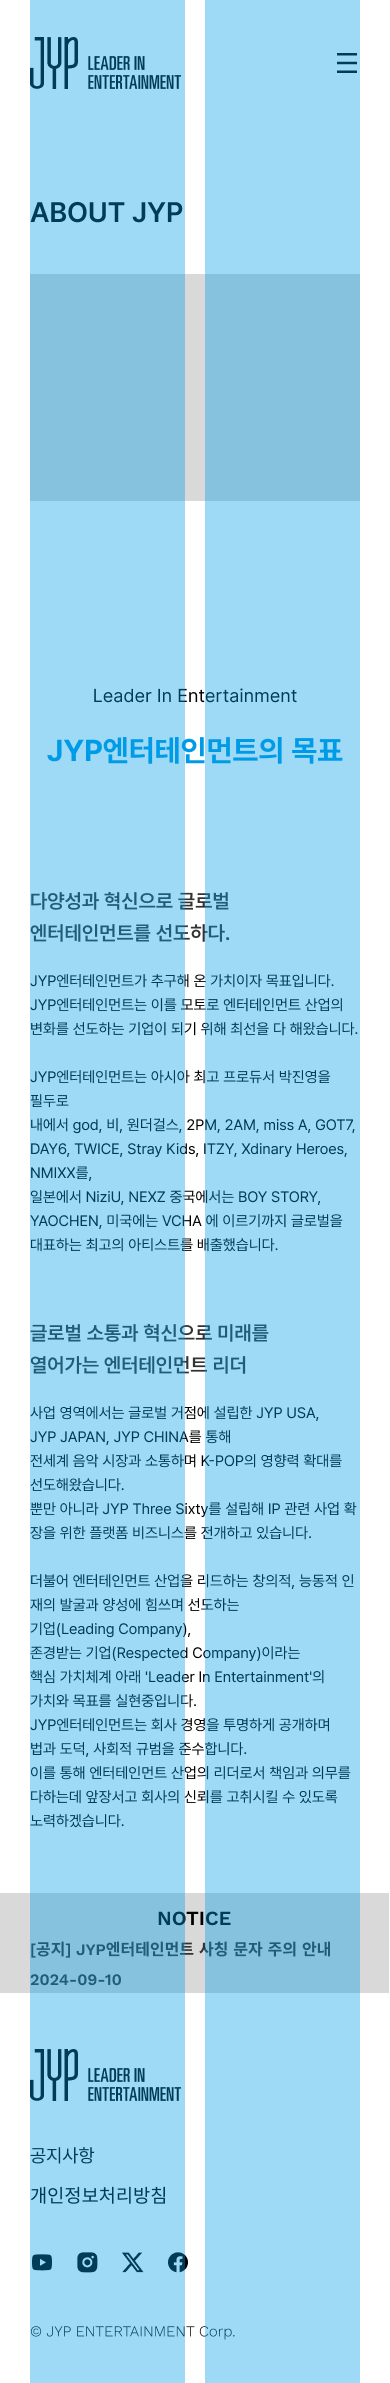 JYP LEADER IN
ENTERTAINMENT
ABOUT JYP
Leader In Entertainment
JYP엔터테인먼트의 목표
다양성과 혁신으로 글로벌
엔터테인먼트를 선도하다.
JYP엔터테인먼트가 추구해 온 가치이자 목표입니다.
JYP엔터테인먼트는 이를 모토로 엔터테인먼트 산업의
변화를 선도하는 기업이 되기 위해 최선을 다 해왔습니다.
JYP엔터테인먼트는 아시아 최고 프로듀서 박진영을
필두로
내에서 god, 비, 원더걸스, 2PM, 2AM, miss A, GOT7,
DAY6, TWICE, Stray Kids, ITZY, Xdinary Heroes,
NMIXX를,
일본에서 NiziU, NEXZ 중국에서는 BOY STORY,
YAOCHEN, 미국에는 VCHA 에 이르기까지 글로벌을
대표하는 최고의 아티스트를 배출했습니다.
글로벌 소통과 혁신으로 미래를
열어가는 엔터테인먼트 리더
사업 영역에서는 글로벌 거점에 설립한 JYP USA,
JYP JAPAN, JYP CHINA를 통해
전세계 음악 시장과 소통하며 K-POP의 영향력 확대를
선도해왔습니다.
뿐만 아니라 JYP Three Sixty를 설립해 IP 관련 사업 확
장을 위한 플랫폼 비즈니스를 전개하고 있습니다.
더불어 엔터테인먼트 산업을 리드하는 창의적, 능동적 인
재의 발굴과 양성에 힘쓰며 선도하는
기업(Leading Company),
존경받는 기업(Respected Company)이라는
핵심 가치체계 아래 'Leader In Entertainment'의
가치와 목표를 실현중입니다.
JYP엔터테인먼트는 회사 경영을 투명하게 공개하며
법과 도덕, 사회적 규범을 준수합니다.
이를 통해 엔터테인먼트 산업의 리더로서 책임과 의무를
다하는데 앞장서고 회사의 신뢰를 고취시킬 수 있도록
노력하겠습니다.
NOTICE
[공지] JYP엔터테인먼트 사칭 문자 주의 안내
2024-09-10
JYP LEADER IN
ENTERTAINMENT
공지사항
개인정보처리방침
© JYP ENTERTAINMENT Corp.